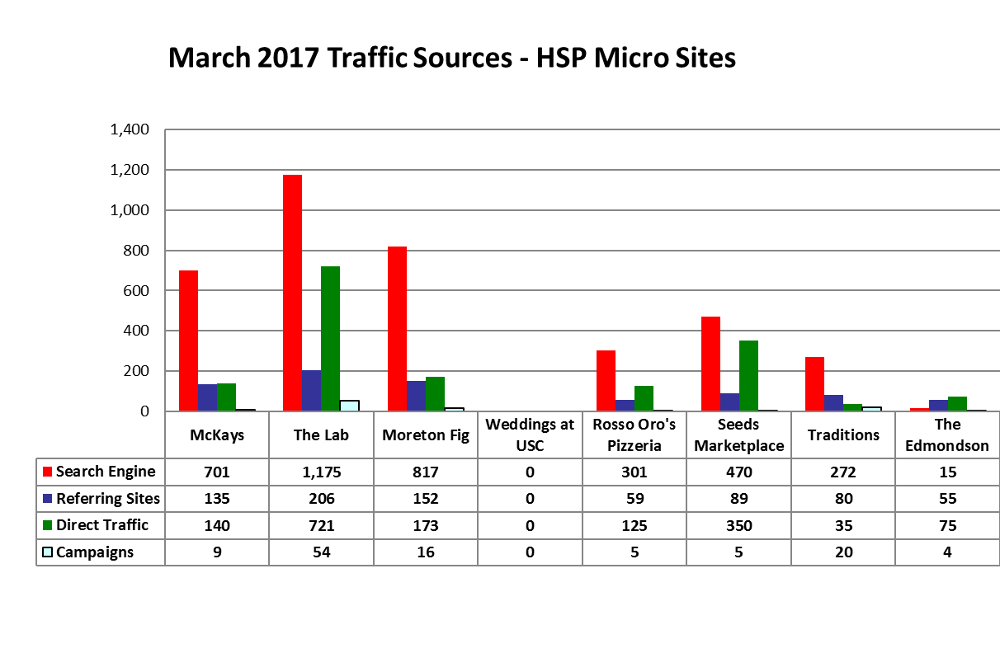 March 2017 Traffic Sources - HSP Micro Sites
1,400
1,200
1,000
800
600
400
200
0
McKays The Lab Moreton Fig Weddings at USC Rosso Oro's Pizzeria Seeds Marketplace Traditions The Edmondson
Search Engine 701 1,175 817 0 301 470 272 15
Referring Sites 135 206 152 0 59 89 80 55
Direct Traffic 140 721 173 0 125 350 35 75
Campaigns 9 54 16 0 5 5 20 4